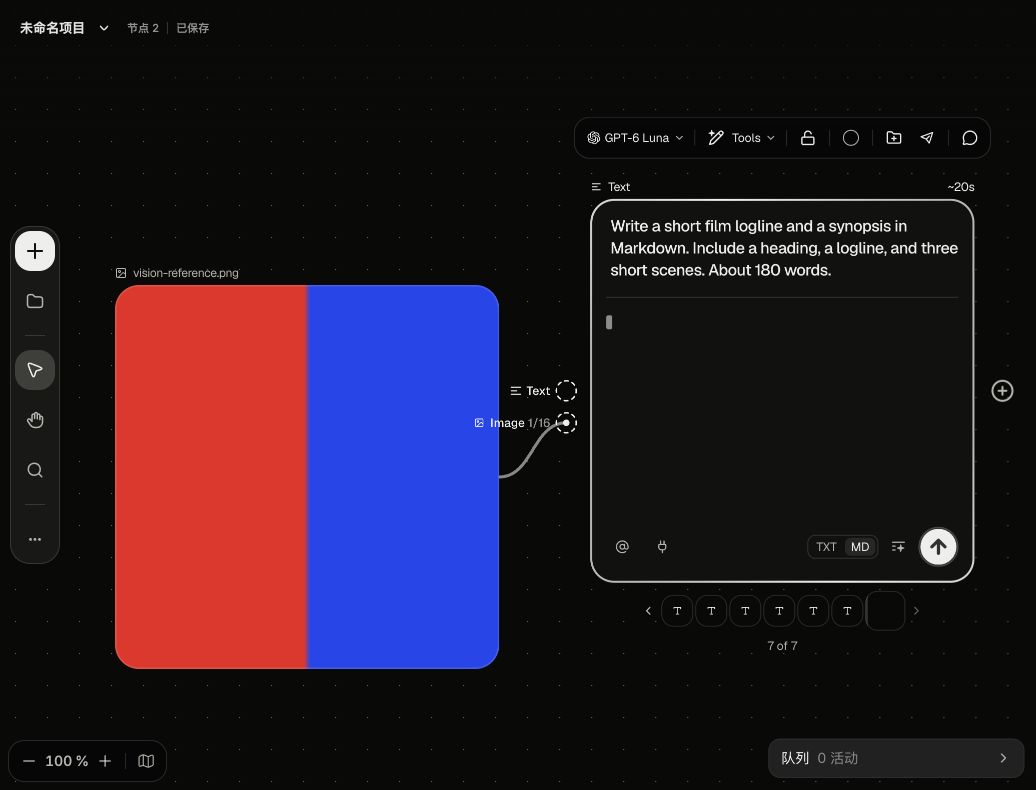 未命名项目
节点 2
已保存
GPT-6 Luna
Tools
Text
~20s
Write a short film logline and a synopsis in
Markdown. Include a heading, a logline, and three
short scenes. About 180 words.
vision-reference.png
Text
Image 1/16
TXT MD
T T T T T T
7 of 7
100 %
队列 0 活动